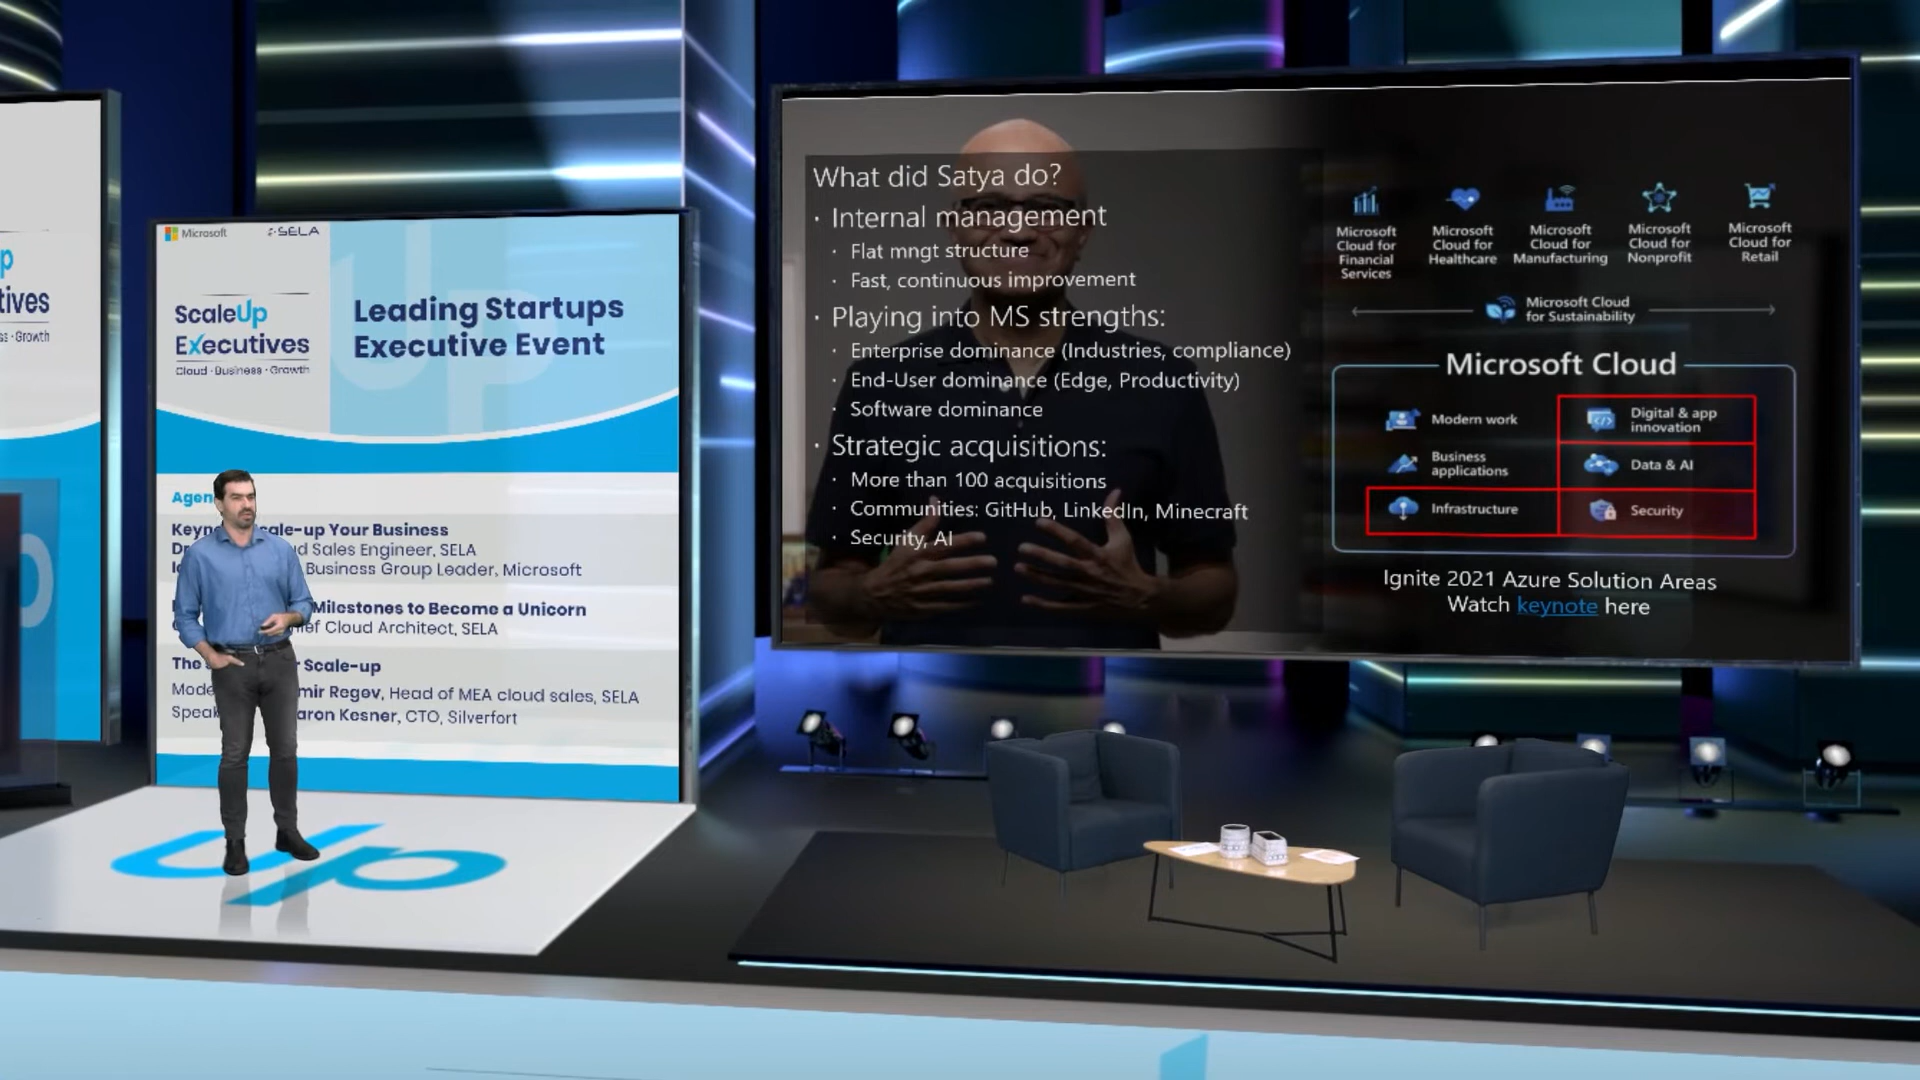 p
tives
ss · Growth
Microsoft
SELA
ScaleUp
Executives
Cloud · Business · Growth
Leading Startups
Executive Event
Agen
Keyn cale-up Your Business
d Sales Engineer, SELA
Business Group Leader, Microsoft
Milestones to Become a Unicorn
ief Cloud Architect, SELA
The r Scale-up
Mode mir Regev, Head of MEA cloud sales, SELA
Speak aron Kesner, CTO, Silverfort
Up
What did Satya do?
· Internal management
· Flat mngt structure
· Fast, continuous improvement
· Playing into MS strengths:
· Enterprise dominance (Industries, compliance)
· End-User dominance (Edge, Productivity)
· Software dominance
· Strategic acquisitions:
· More than 100 acquisitions
· Communities: GitHub, LinkedIn, Minecraft
· Security, AI
Microsoft
Cloud for
Financial
Services
Microsoft
Cloud for
Healthcare
Microsoft
Cloud for
Manufacturing
Microsoft
Cloud for
Nonprofit
Microsoft
Cloud for
Retail
Microsoft Cloud
for Sustainability
Microsoft Cloud
Modern work
Digital & app
innovation
Business
applications
Data & AI
Infrastructure
Security
Ignite 2021 Azure Solution Areas
Watch keynote here